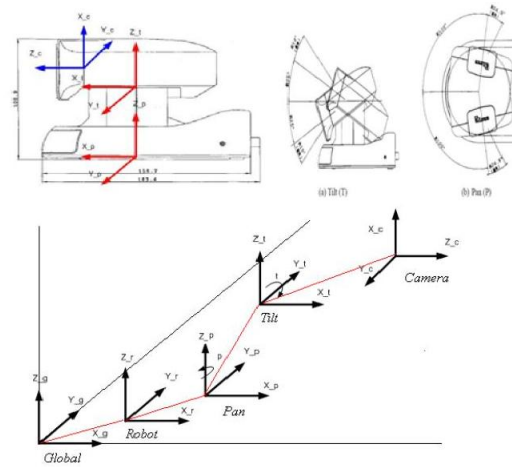 X_c
Y_c
Z_t
Z_c
X_t
Y_t
Z_p
X_p
Y_p
(a) Tilt (T)
(b) Pan (P)
X_c
Z_t
Z_c
Y_t
Y_c
Camera
t
X_t
Tilt
Z_r
Z_p
Y_p
Y_r
p
Z_g
X_p
Y_g
X_r
Pan
Robot
X_g
Global